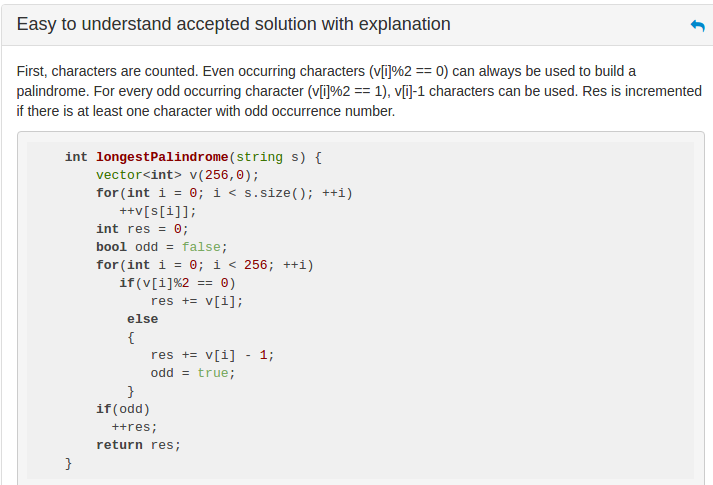 Easy to understand accepted solution with explanation
First, characters are counted. Even occurring characters (v[i]%2 == 0) can always be used to build a
palindrome. For every odd occurring character (v[i]%2 == 1), v[i]-1 characters can be used. Res is incremented
if there is at least one character with odd occurrence number.
int longestPalindrome(string s) {
vector<int> v(256,0);
for(int i = 0; i < s.size(); ++i)
++v[s[i]];
int res = 0;
bool odd = false;
for(int i = 0; i < 256; ++i)
if(v[i]%2 == 0)
res += v[i];
else
{
res += v[i] - 1;
odd = true;
}
if(odd)
++res;
return res;
}